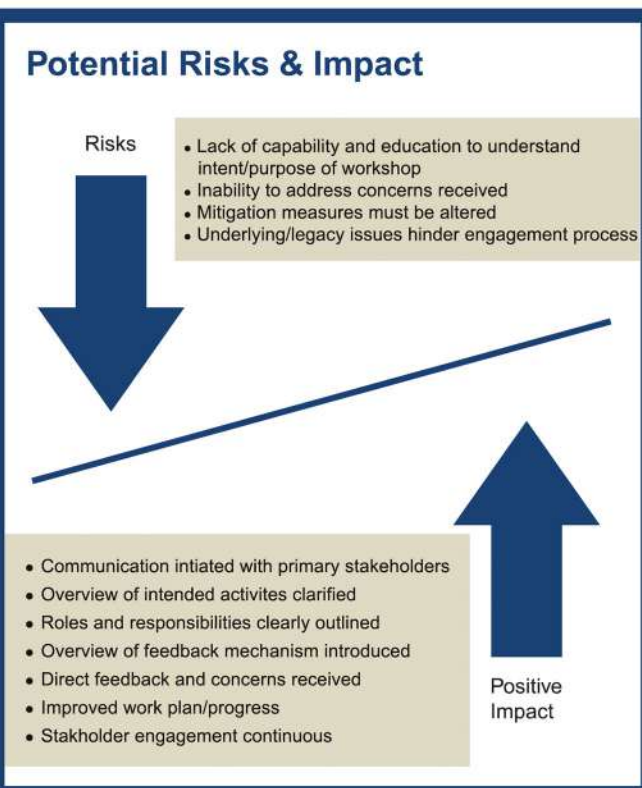 Potential Risks & Impact
Risks
• Lack of capability and education to understand
intent/purpose of workshop
• Inability to address concerns received
• Mitigation measures must be altered
• Underlying/legacy issues hinder engagement process
• Communication intiated with primary stakeholders
• Overview of intended activites clarified
• Roles and responsibilities clearly outlined
• Overview of feedback mechanism introduced
• Direct feedback and concerns received
• Improved work plan/progress
• Stakholder engagement continuous
Positive
Impact